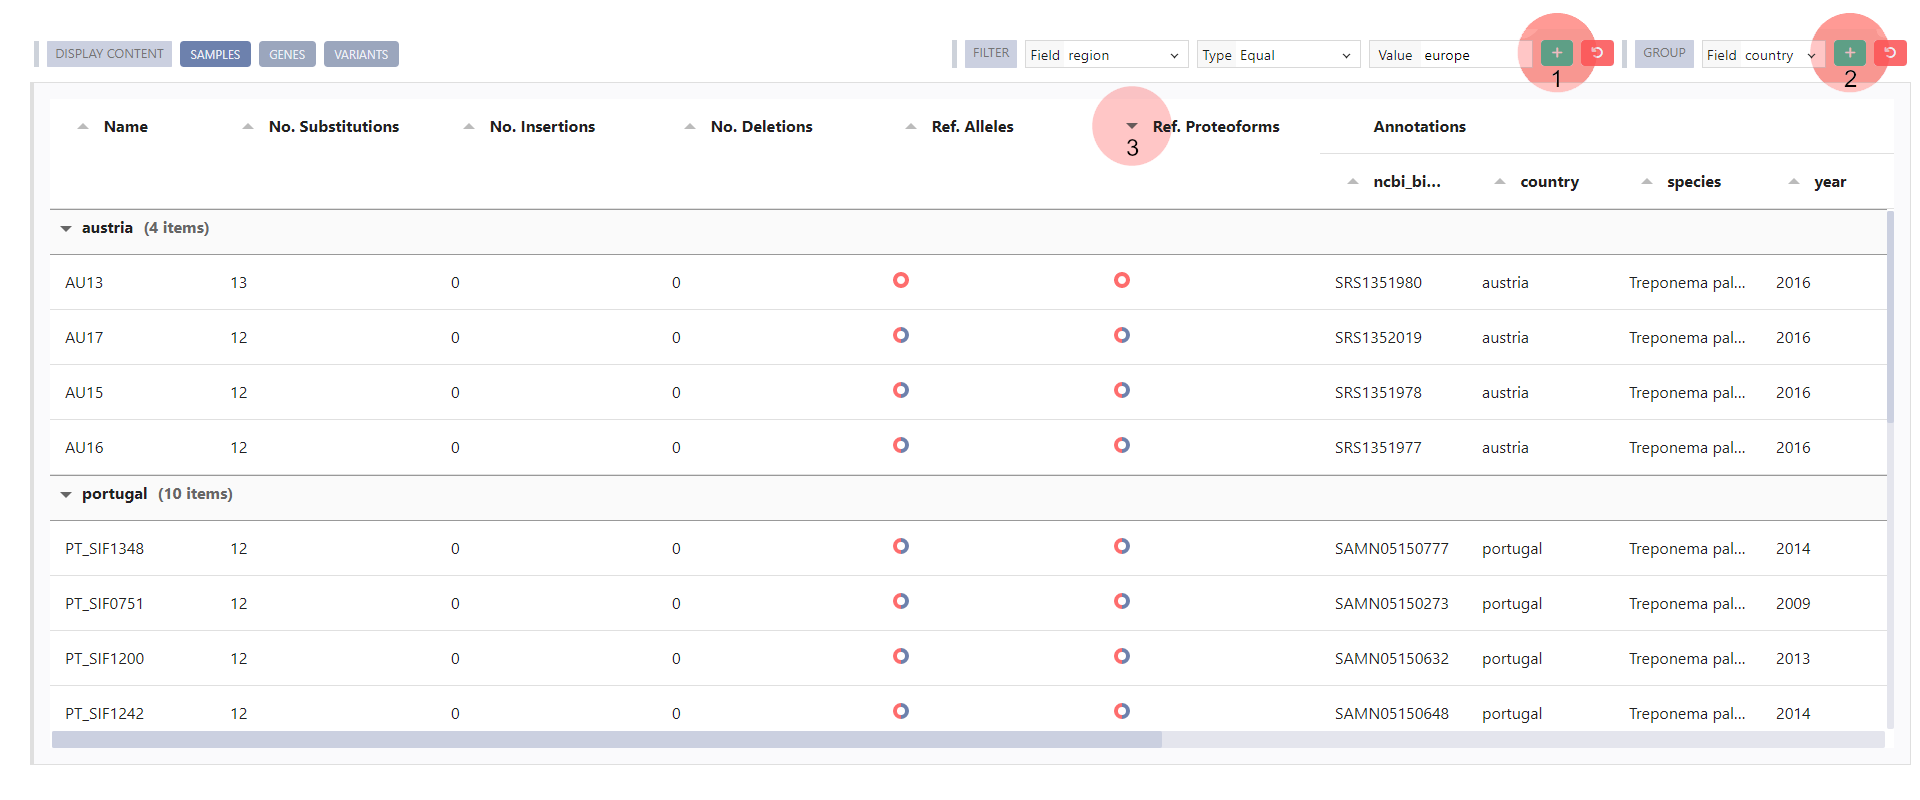 DISPLAY CONTENT SAMPLES GENES VARIANTS FILTER Field region Type Equal Value europe + GROUP Field country +
1 2
Name No. Substitutions No. Insertions No. Deletions Ref. Alleles Ref. Proteoforms Annotations
3
ncbi_bi... country species year
austria (4 items)
AU13 13 0 0 SRS1351980 austria Treponema pal... 2016
AU17 12 0 0 SRS1352019 austria Treponema pal... 2016
AU15 12 0 0 SRS1351978 austria Treponema pal... 2016
AU16 12 0 0 SRS1351977 austria Treponema pal... 2016
portugal (10 items)
PT_SIF1348 12 0 0 SAMN05150777 portugal Treponema pal... 2014
PT_SIF0751 12 0 0 SAMN05150273 portugal Treponema pal... 2009
PT_SIF1200 12 0 0 SAMN05150632 portugal Treponema pal... 2013
PT_SIF1242 12 0 0 SAMN05150648 portugal Treponema pal... 2014